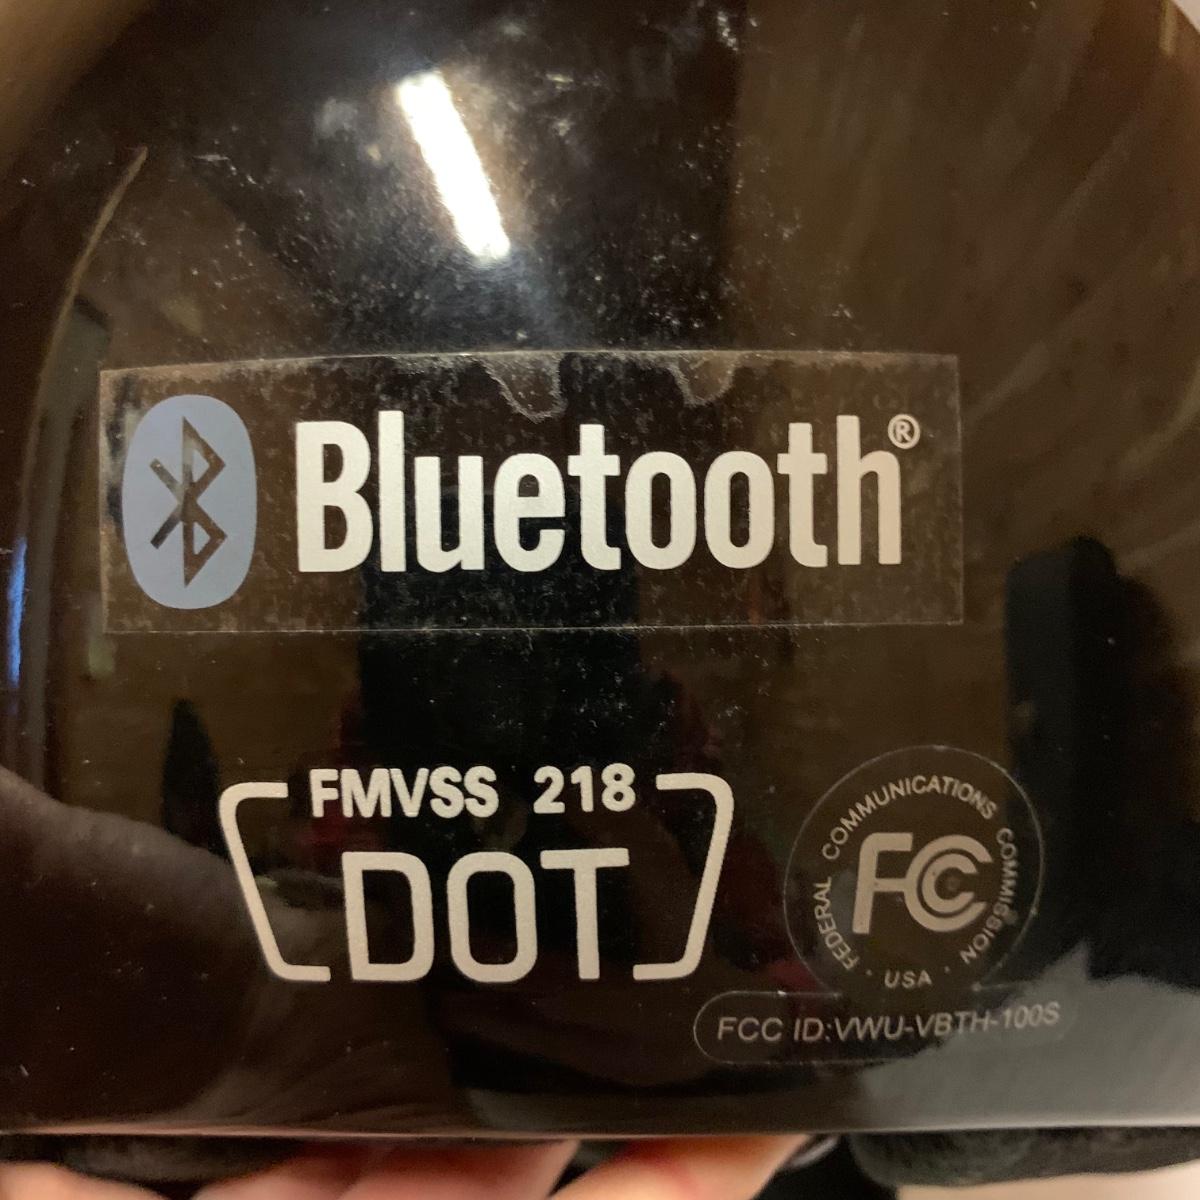 Bluetooth®
FMVSS 218
DOT
FEDERAL COMMUNICATIONS COMMISSION
FC
· USA ·
FCC ID:VWU-VBTH-100S